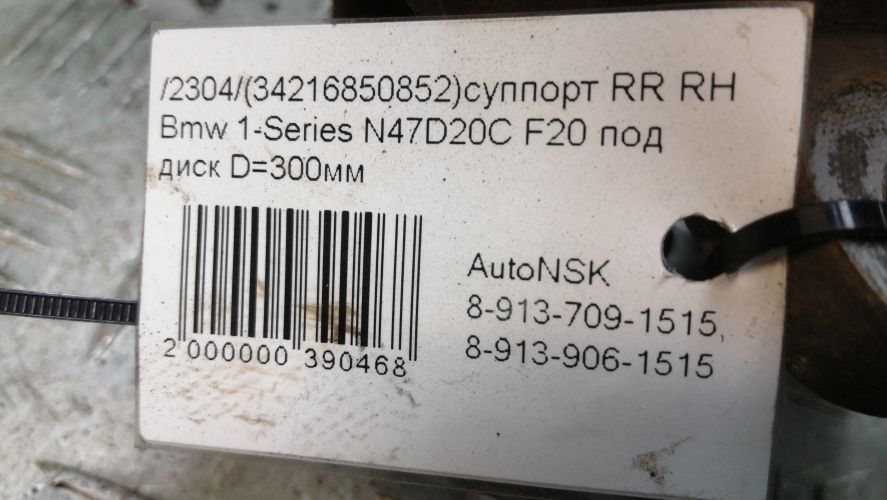 /2304/(34216850852)суппорт RR RH
Bmw 1-Series N47D20C F20 под
диск D=300мм
AutoNSK
8-913-709-1515,
8-913-906-1515
2 000000 390468